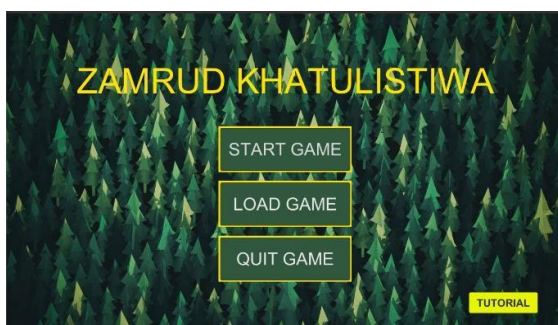 ZAMRUD KHATULISTIWA
START GAME
LOAD GAME
QUIT GAME
TUTORIAL